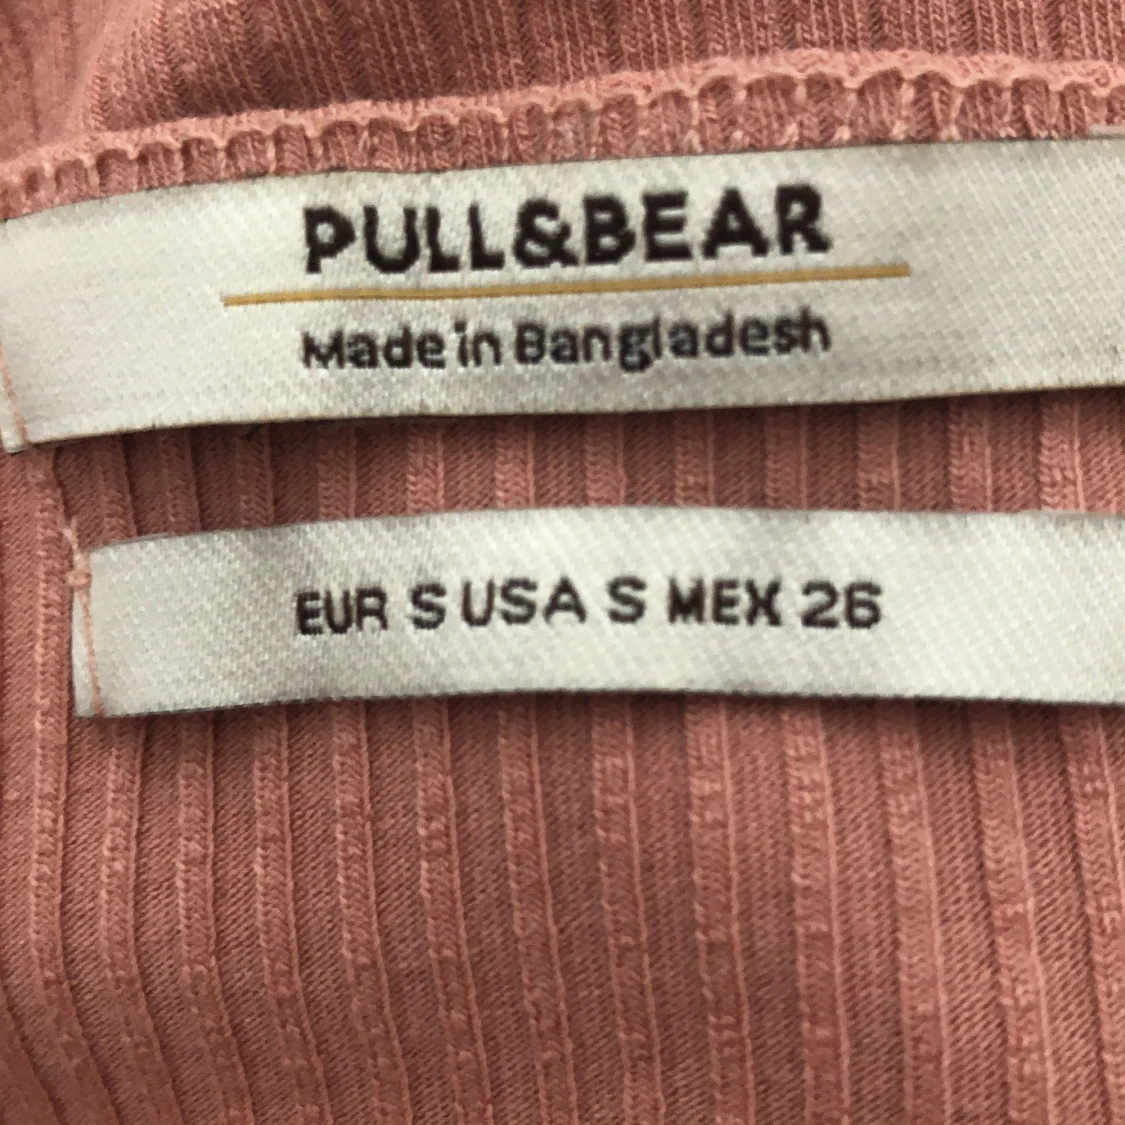 PULL&BEAR
Made in Bangladesh
EUR S USA S MEX 26